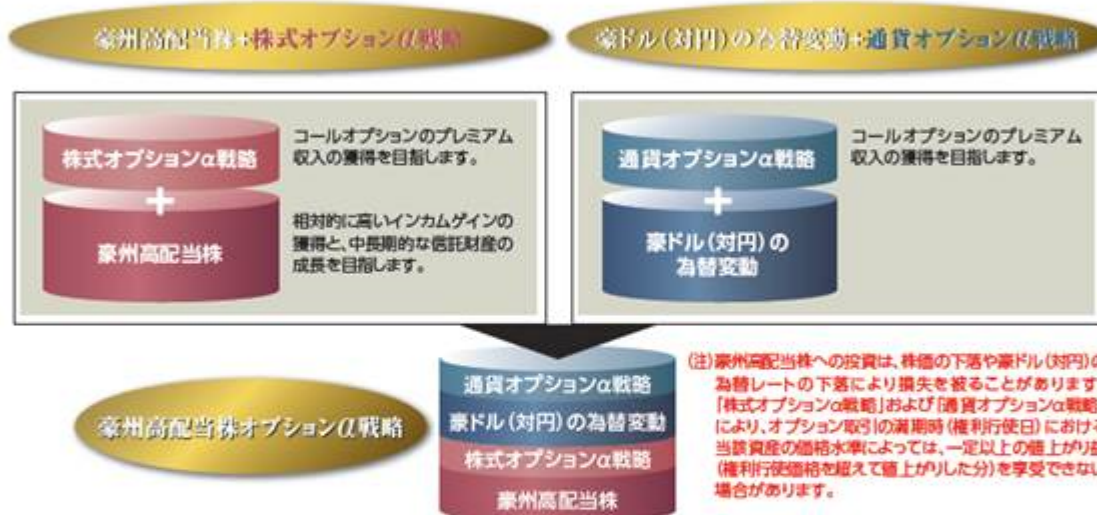 豪州高配当株+株式オプションα戦略
豪ドル(対円)の為替変動+通貨オプションα戦略
株式オプションα戦略
コールオプションのプレミアム
収入の獲得を目指します。
+
豪州高配当株
相対的に高いインカムゲインの
獲得と、中長期的な信託財産の
成長を目指します。
通貨オプションα戦略
コールオプションのプレミアム
収入の獲得を目指します。
+
豪ドル(対円)の
為替変動
豪州高配当株オプションα戦略
通貨オプションα戦略
豪ドル(対円)の為替変動
株式オプションα戦略
豪州高配当株
(注)豪州高配当株への投資は、株価の下落や豪ドル(対円)の
為替レートの下落により損失を被ることがあります
「株式オプションα戦略」および「通貨オプションα戦略
により、オプション取引の満期時(権利行使日)における
当該資産の価格水準によっては、一定以上の値上がり益
(権利行使価格を超えて値上がりした分)を享受できない
場合があります。